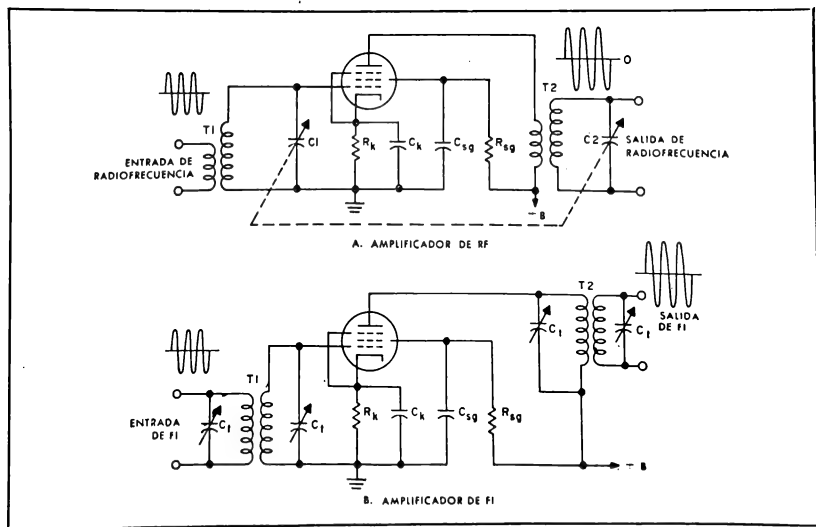 T1
ENTRADA DE
RADIOFRECUENCIA
C1
Rk
Ck
Csg
Rsg
T2
C2
SALIDA DE
RADIOFRECUENCIA
B
A. AMPLIFICADOR DE RF
T1
ENTRADA
DE FI
Ct
Ct
Rk
Ck
Csg
Rsg
Ct
T2
Ct
SALIDA
DE FI
B
B. AMPLIFICADOR DE FI